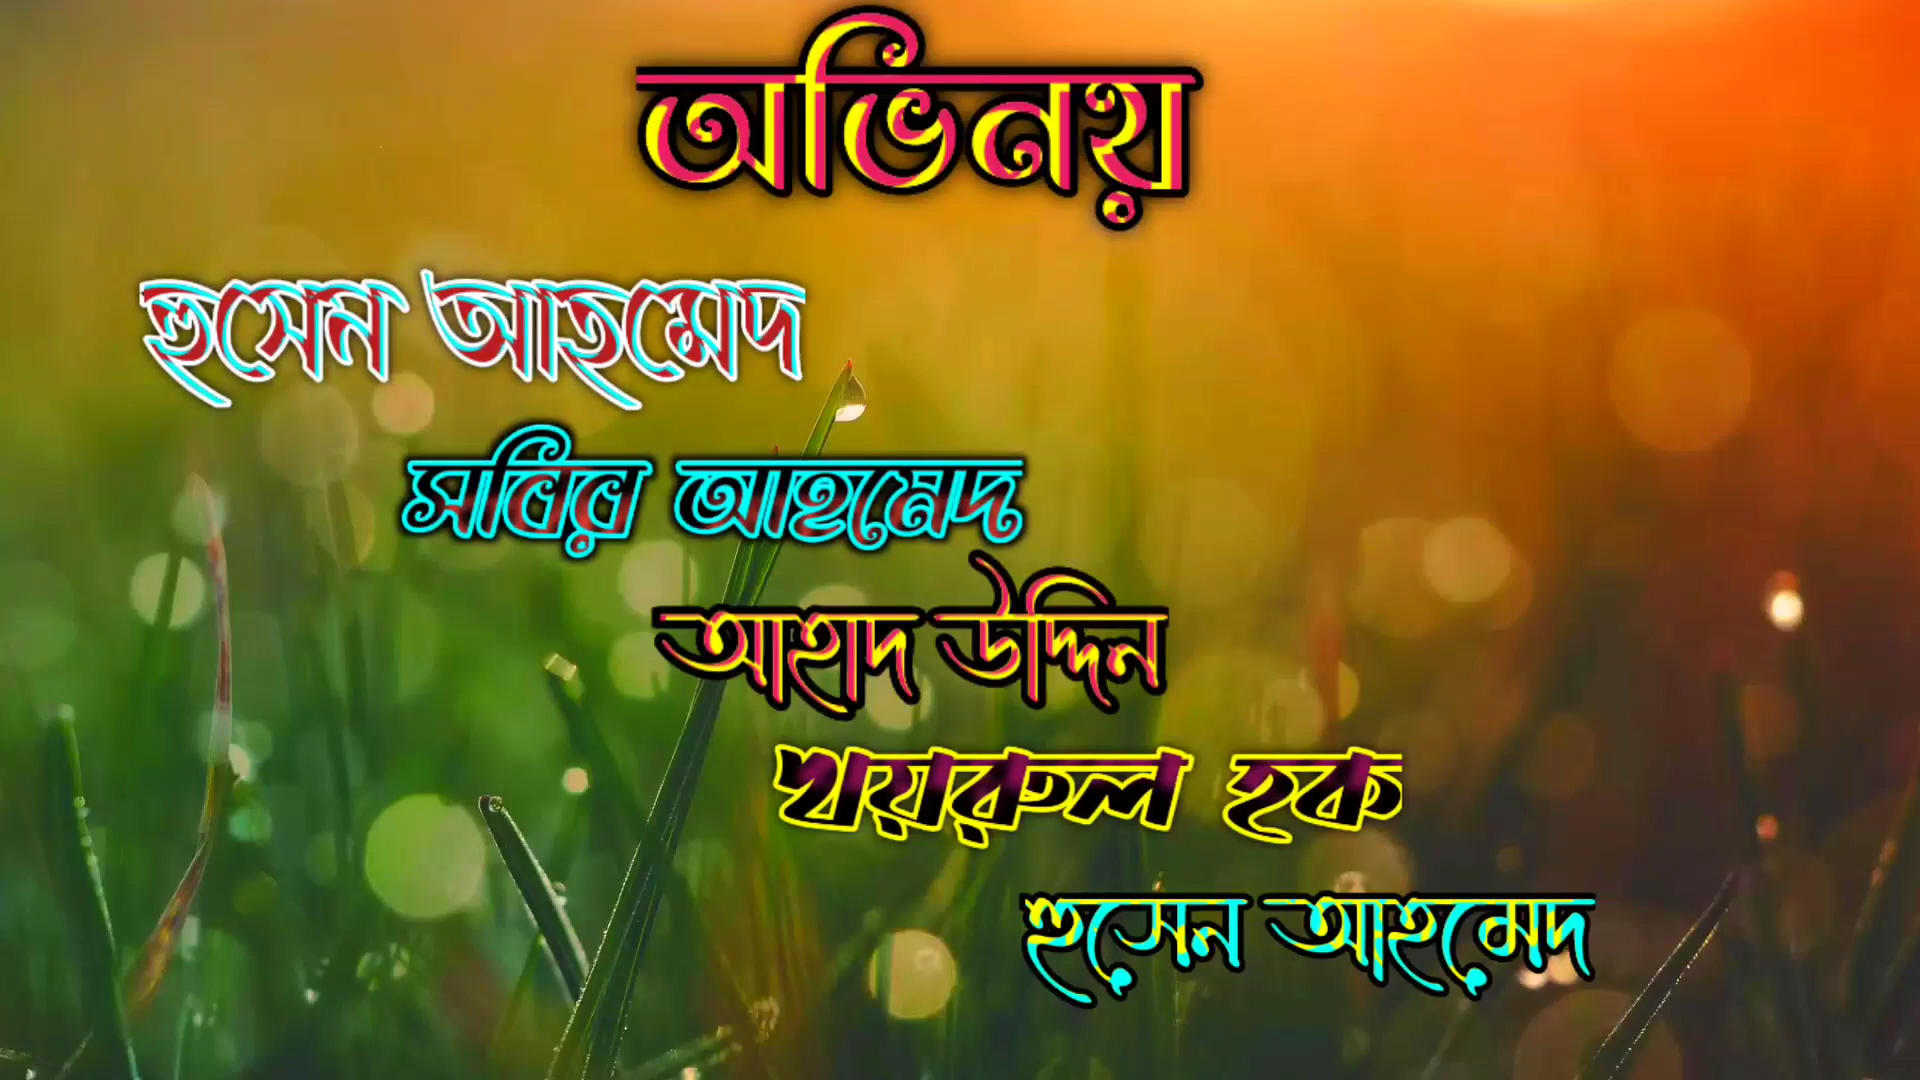 অভিনয়
হুসেন আহমেদ
সবির আহমেদ
আহাদ উদ্দিন
খয়রুল হক
হুসেন আহমেদ